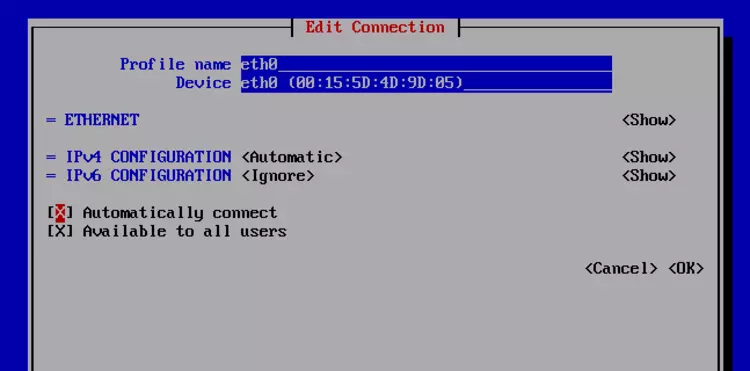 Edit Connection
Profile name eth0
Device eth0 (00:15:5D:4D:9D:05)
= ETHERNET <Show>
= IPv4 CONFIGURATION <Automatic> <Show>
= IPv6 CONFIGURATION <Ignore> <Show>
[X] Automatically connect
[X] Available to all users
<Cancel> <OK>